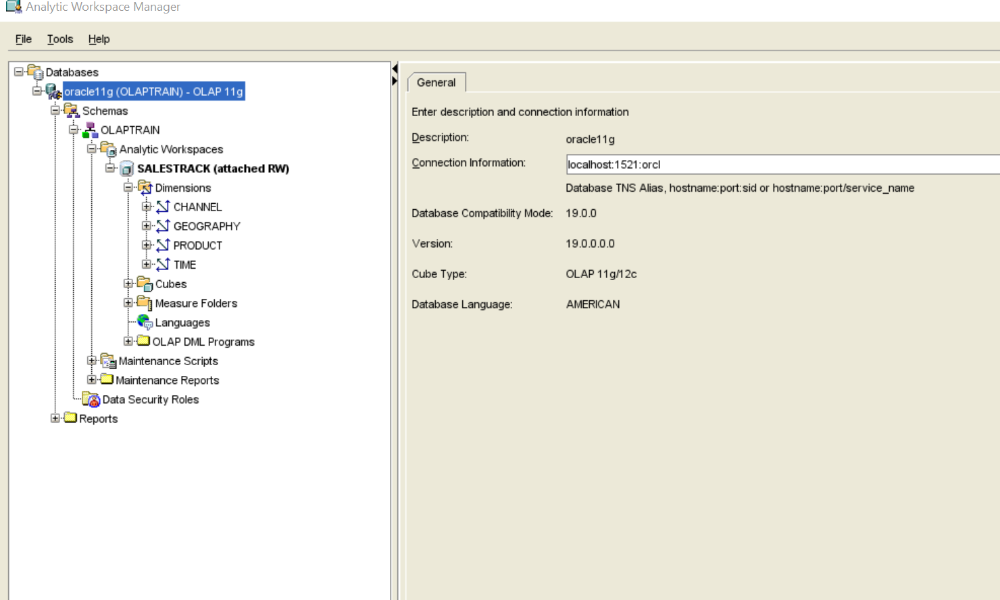 Analytic Workspace Manager
File Tools Help
Databases
oracle11g (OLAPTRAIN) - OLAP 11g
Schemas
OLAPTRAIN
Analytic Workspaces
SALESTRACK (attached RW)
Dimensions
CHANNEL
GEOGRAPHY
PRODUCT
TIME
Cubes
Measure Folders
Languages
OLAP DML Programs
Maintenance Scripts
Maintenance Reports
Data Security Roles
Reports
General
Enter description and connection information
Description: oracle11g
Connection Information: localhost:1521:orcl
Database TNS Alias, hostname:port:sid or hostname:port/service_name
Database Compatibility Mode: 19.0.0
Version: 19.0.0.0.0
Cube Type: OLAP 11g/12c
Database Language: AMERICAN